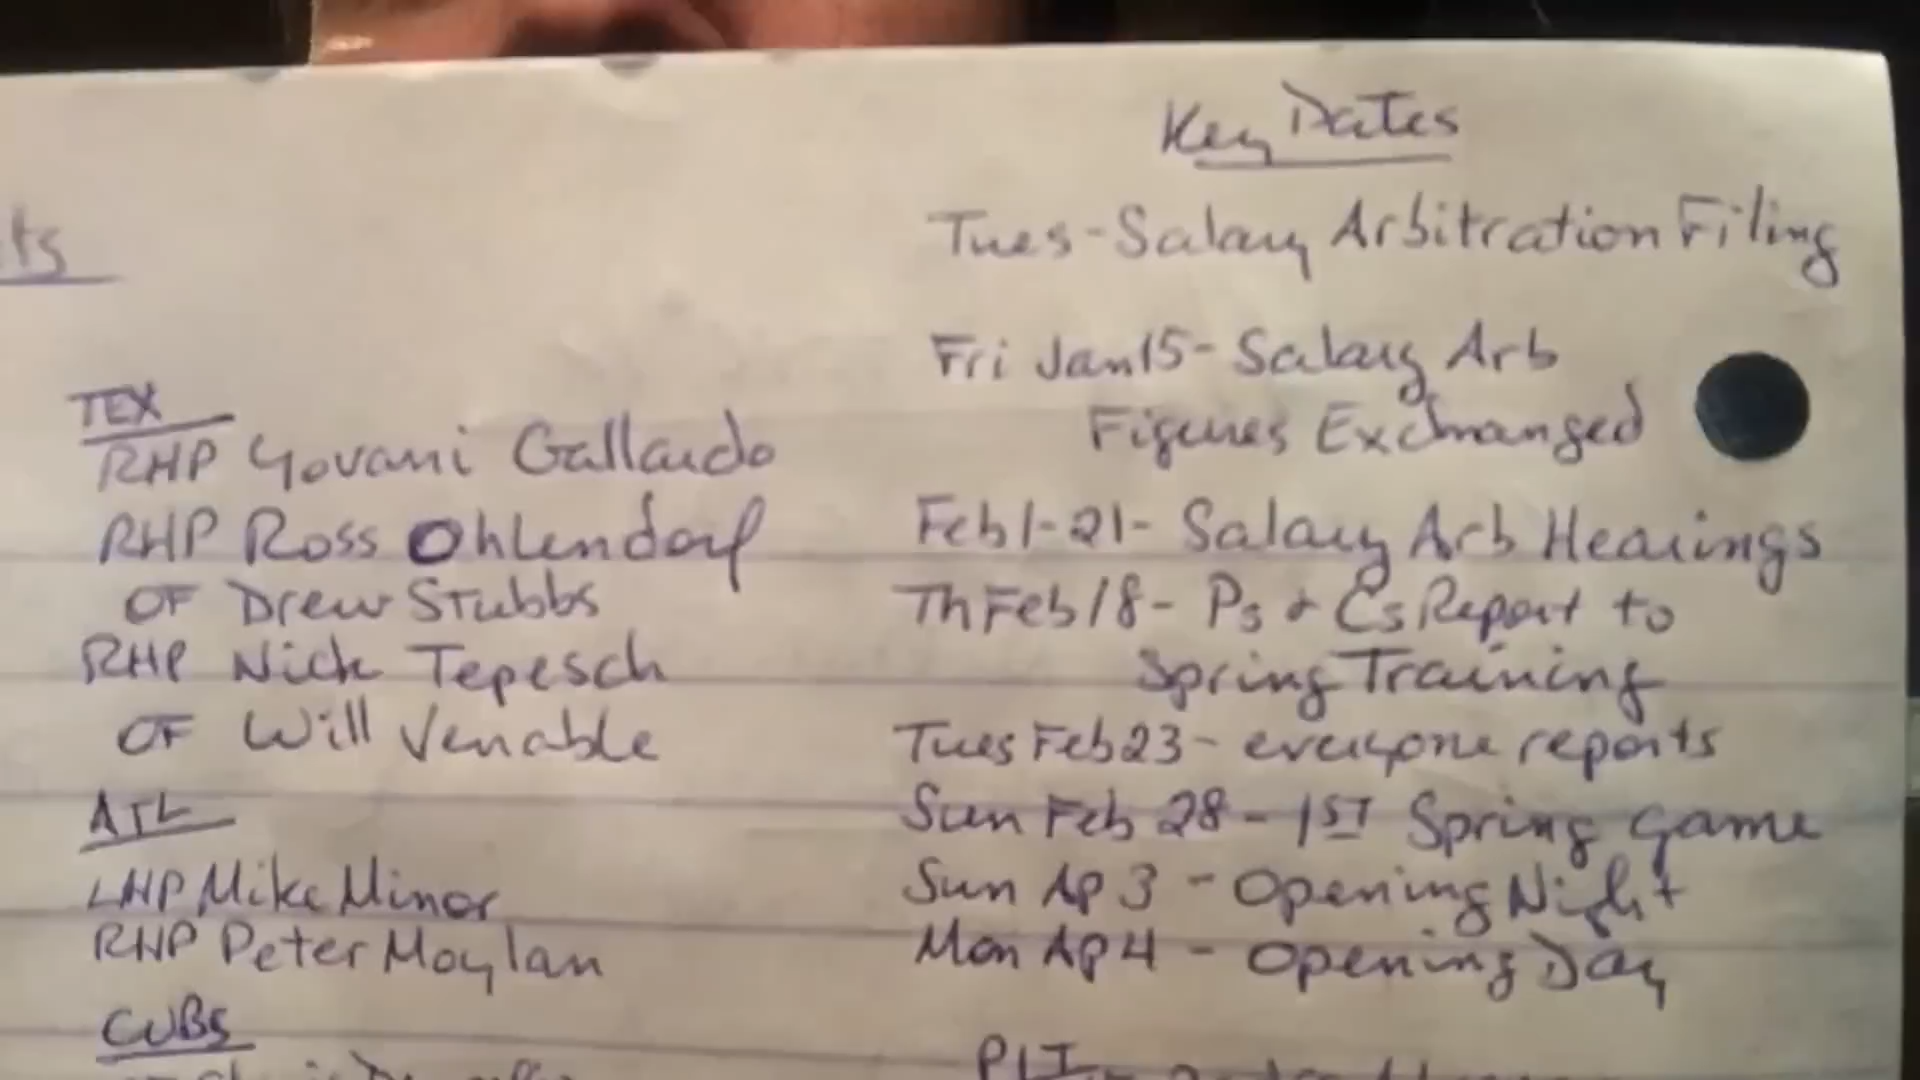 ts
TEX
RHP Yovani Gallardo
RHP Ross Ohlendorf
OF Drew Stubbs
RHP Nick Tepesch
OF Will Venable
ATL
LHP Mike Minor
RHP Peter Moylan
CUBS
Key Dates
Tues-Salary Arbitration Filing
Fri Jan 15- Salary Arb
Figures Exchanged
Feb 1-21- Salary Arb Hearings
Th Feb 18- Ps + Cs Report to
Spring Training
Tues Feb 23- everyone reports
Sun Feb 28 - 1ST Spring game
Sun Ap 3 - Opening Night
Mon Ap 4 - Opening Day
PIT